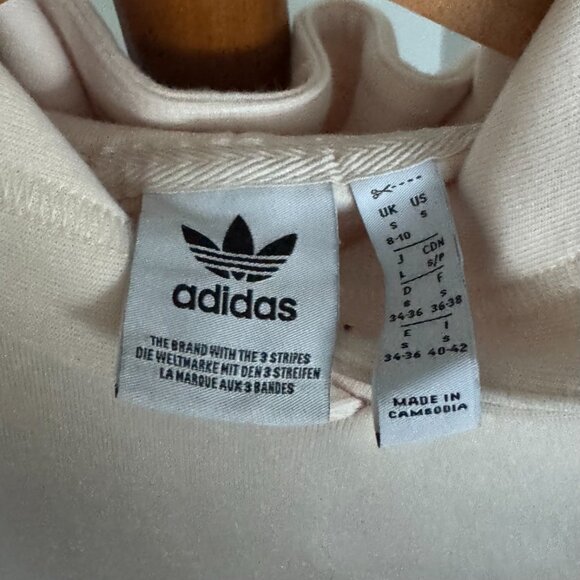 adidas
THE BRAND WITH THE 3 STRIPES
DIE WELTMARKE MIT DEN 3 STREIFEN
LA MARQUE AUX 3 BANDES
UK US
S S
8-10
J CDN
L S/P
D F
S S
34-36 36-38
E I
S S
34-36 40-42
MADE IN
CAMBODIA